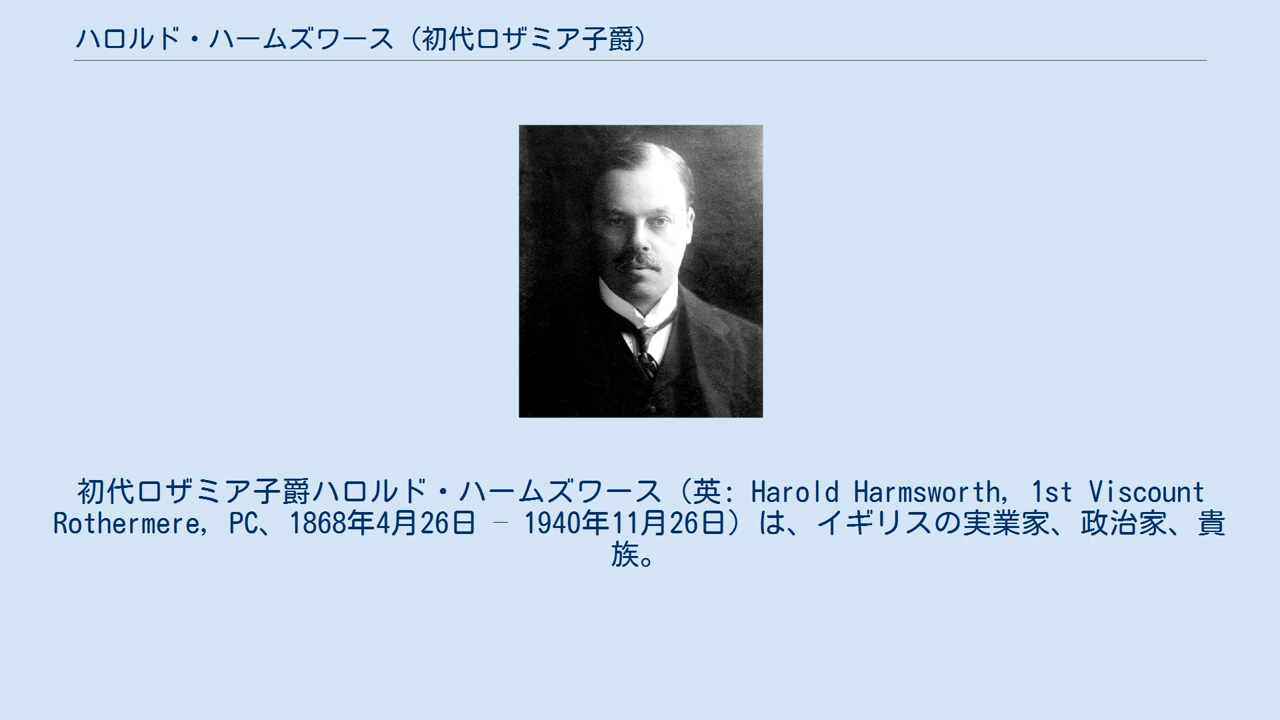 ハロルド・ハームズワース（初代ロザミア子爵）
初代ロザミア子爵ハロルド・ハームズワース（英: Harold Harmsworth, 1st Viscount
Rothermere, PC、1868年4月26日 – 1940年11月26日）は、イギリスの実業家、政治家、貴
族。